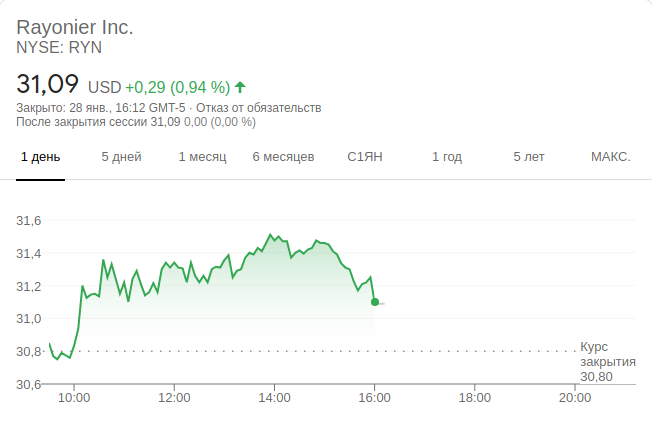 Rayonier Inc.
NYSE: RYN
31,09 USD +0,29 (0,94 %) ↑
Закрыто: 28 янв., 16:12 GMT-5 · Отказ от обязательств
После закрытия сессии 31,09 0,00 (0,00 %)
1 день 5 дней 1 месяц 6 месяцев С1ЯН 1 год 5 лет МАКС.
31,6
31,4
31,2
31,0
30,8
30,6
Курс
закрытия
30,80
10:00 12:00 14:00 16:00 18:00 20:00